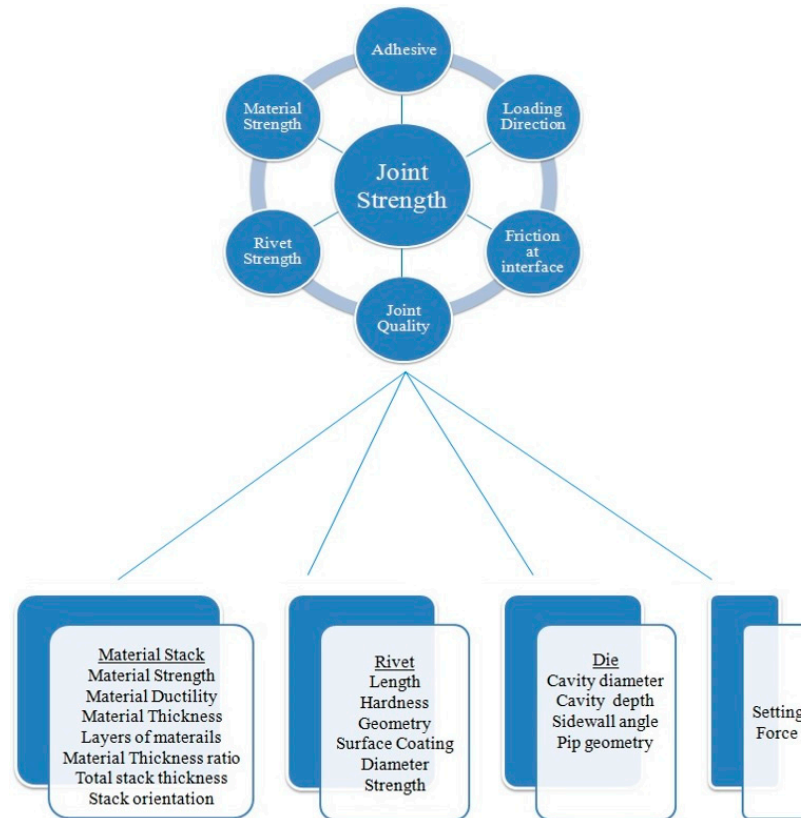 Adhesive
Material
Strength
Loading
Direction
Joint
Strength
Rivet
Strength
Friction
at
interface
Joint
Quality
Material Stack
Material Strength
Material Ductility
Material Thickness
Layers of materails
Material Thickness ratio
Total stack thickness
Stack orientation
Rivet
Length
Hardness
Geometry
Surface Coating
Diameter
Strength
Die
Cavity diameter
Cavity depth
Sidewall angle
Pip geometry
Setting
Force